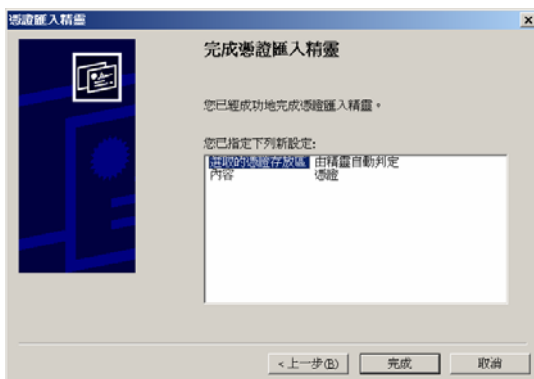 憑證匯入精靈
完成憑證匯入精靈
您已經成功地完成憑證匯入精靈。
您已指定下列新設定:
選取的憑證存放區 由精靈自動判定
內容 憑證
<上一步(B) 完成 取消